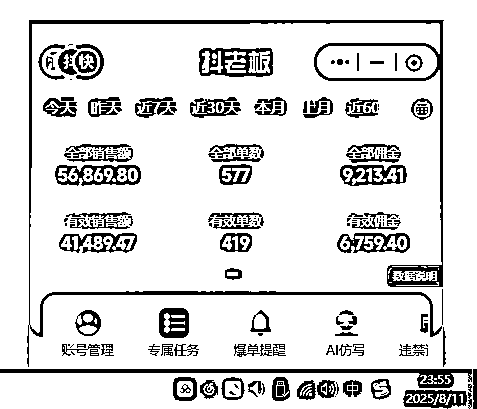 抖快
抖老板
今天 昨天 近7天 近30天 本月 上月 近60
全部销售额 全部单数 全部佣金
56,869.80 577 9,213.41
有效销售额 有效单数 有效佣金
41,489.47 419 6,759.40
数据说明
账号管理 专属任务 爆单提醒 AI仿写 违禁
中
23:55
2025/8/11